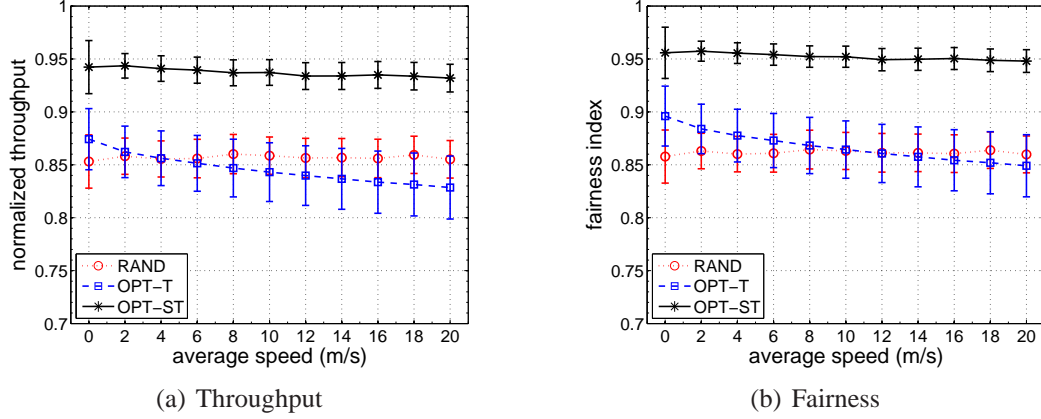 1
0.95
0.9
0.85
0.8
0.75
0.7
normalized throughput
RAND
OPT−T
OPT−ST
0 2 4 6 8 10 12 14 16 18 20
average speed (m/s)
(a) Throughput
1
0.95
0.9
0.85
0.8
0.75
0.7
fairness index
RAND
OPT−T
OPT−ST
0 2 4 6 8 10 12 14 16 18 20
average speed (m/s)
(b) Fairness